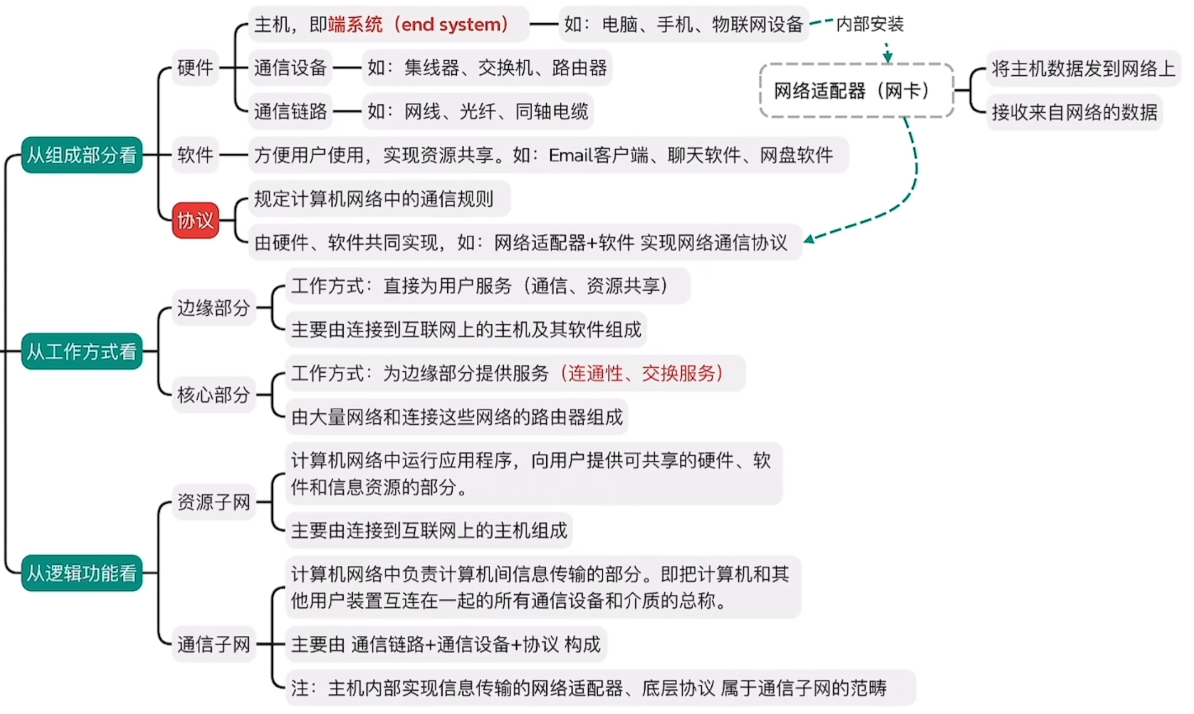 从组成部分看
硬件
主机，即端系统（end system）
如：电脑、手机、物联网设备
内部安装
网络适配器（网卡）
将主机数据发到网络上
接收来自网络的数据
通信设备
如：集线器、交换机、路由器
通信链路
如：网线、光纤、同轴电缆
软件
方便用户使用，实现资源共享。如：Email客户端、聊天软件、网盘软件
协议
规定计算机网络中的通信规则
由硬件、软件共同实现，如：网络适配器+软件 实现网络通信协议
从工作方式看
边缘部分
工作方式：直接为用户服务（通信、资源共享）
主要由连接到互联网上的主机及其软件组成
核心部分
工作方式：为边缘部分提供服务（连通性、交换服务）
由大量网络和连接这些网络的路由器组成
从逻辑功能看
资源子网
计算机网络中运行应用程序，向用户提供可共享的硬件、软
件和信息资源的部分。
主要由连接到互联网上的主机组成
通信子网
计算机网络中负责计算机间信息传输的部分。即把计算机和其
他用户装置互连在一起的所有通信设备和介质的总称。
主要由 通信链路+通信设备+协议 构成
注：主机内部实现信息传输的网络适配器、底层协议 属于通信子网的范畴